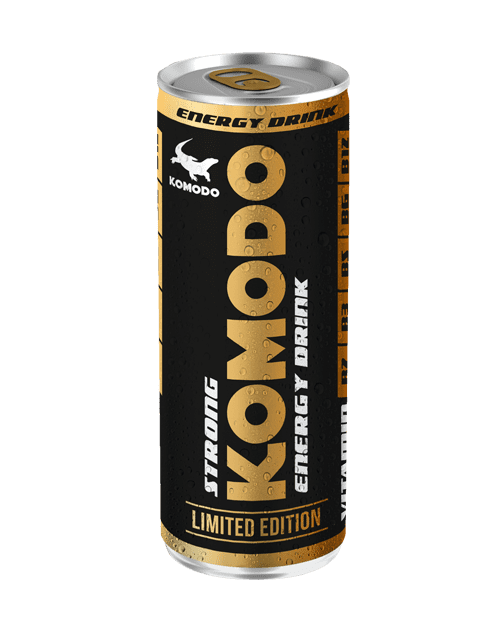 ENERGY DRINK
KOMODO
STRONG
KOMODO
ENERGY DRINK
LIMITED EDITION
VITAMIN
B2 B3 B5 B6 B12